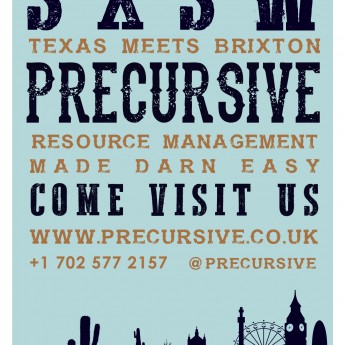 SXSW
TEXAS MEETS BRIXTON
PRECURSIVE
RESOURCE MANAGEMENT
MADE DARN EASY
COME VISIT US
WWW.PRECURSIVE.CO.UK
+1 702 577 2157 @PRECURSIVE